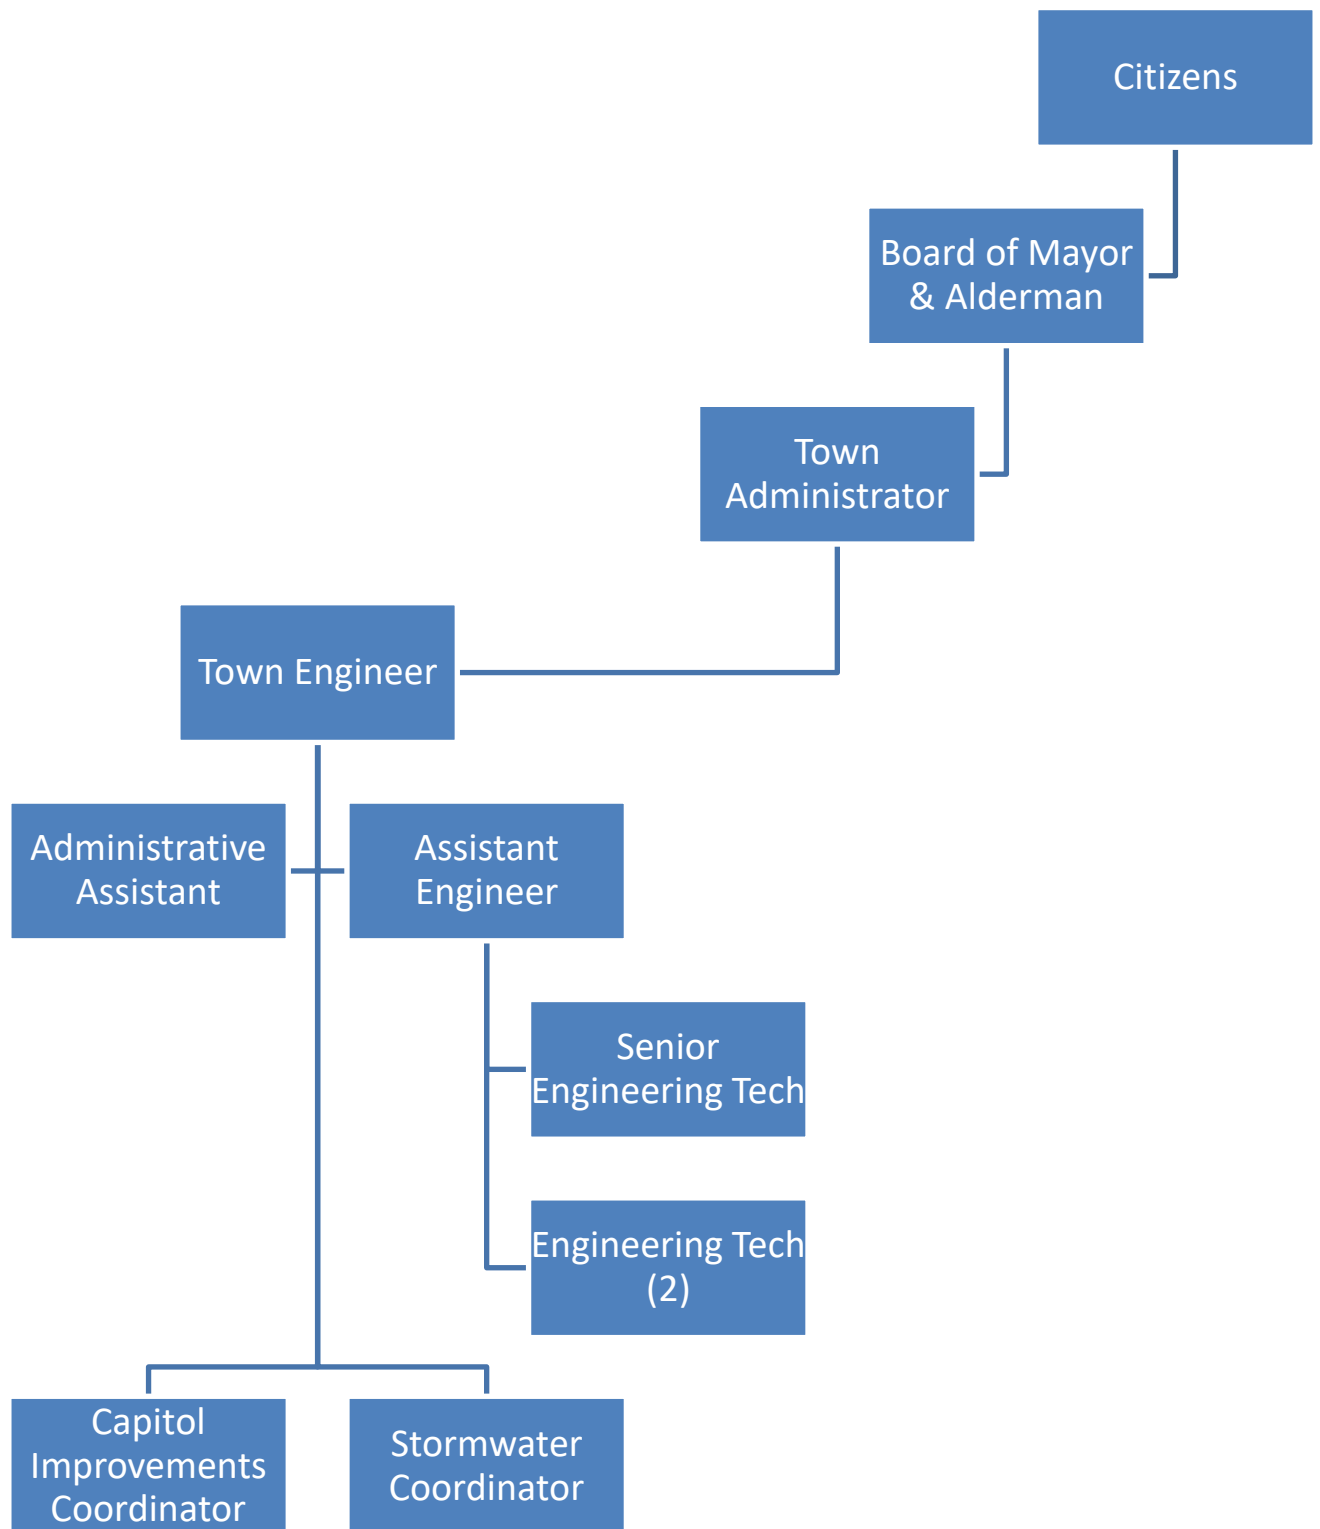 Citizens
Board of Mayor
& Alderman
Town
Administrator
Town Engineer
Administrative
Assistant
Assistant
Engineer
Senior
Engineering Tech
Engineering Tech
(2)
Capitol
Improvements
Coordinator
Stormwater
Coordinator